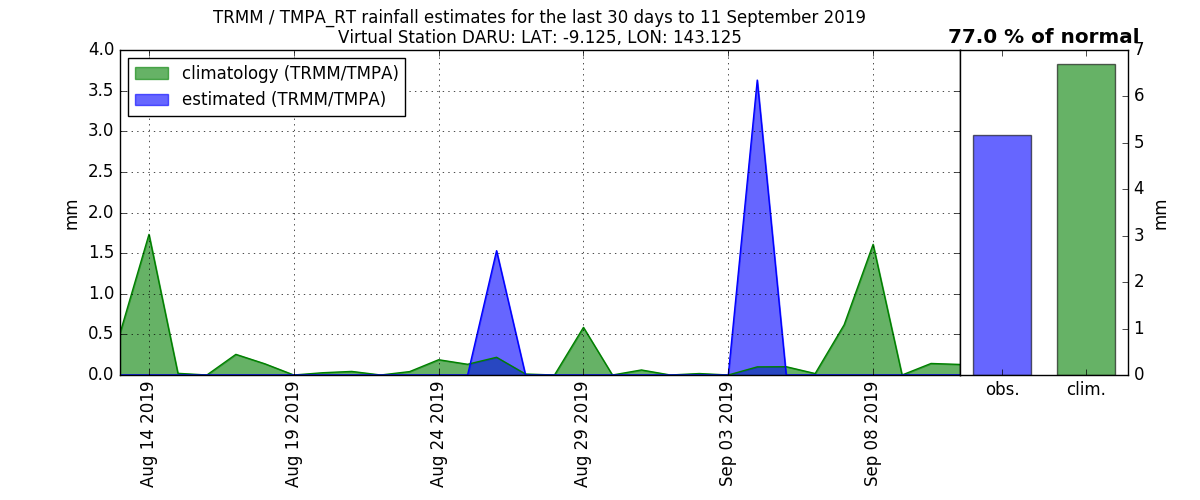 TRMM / TMPA_RT rainfall estimates for the last 30 days to 11 September 2019
Virtual Station DARU: LAT: -9.125, LON: 143.125
77.0 % of normal
climatology (TRMM/TMPA)
estimated (TRMM/TMPA)
4.0
3.5
3.0
2.5
2.0
1.5
1.0
0.5
0.0
mm
Aug 14 2019
Aug 19 2019
Aug 24 2019
Aug 29 2019
Sep 03 2019
Sep 08 2019
obs.
clim.
7
6
5
4
3
2
1
0
mm